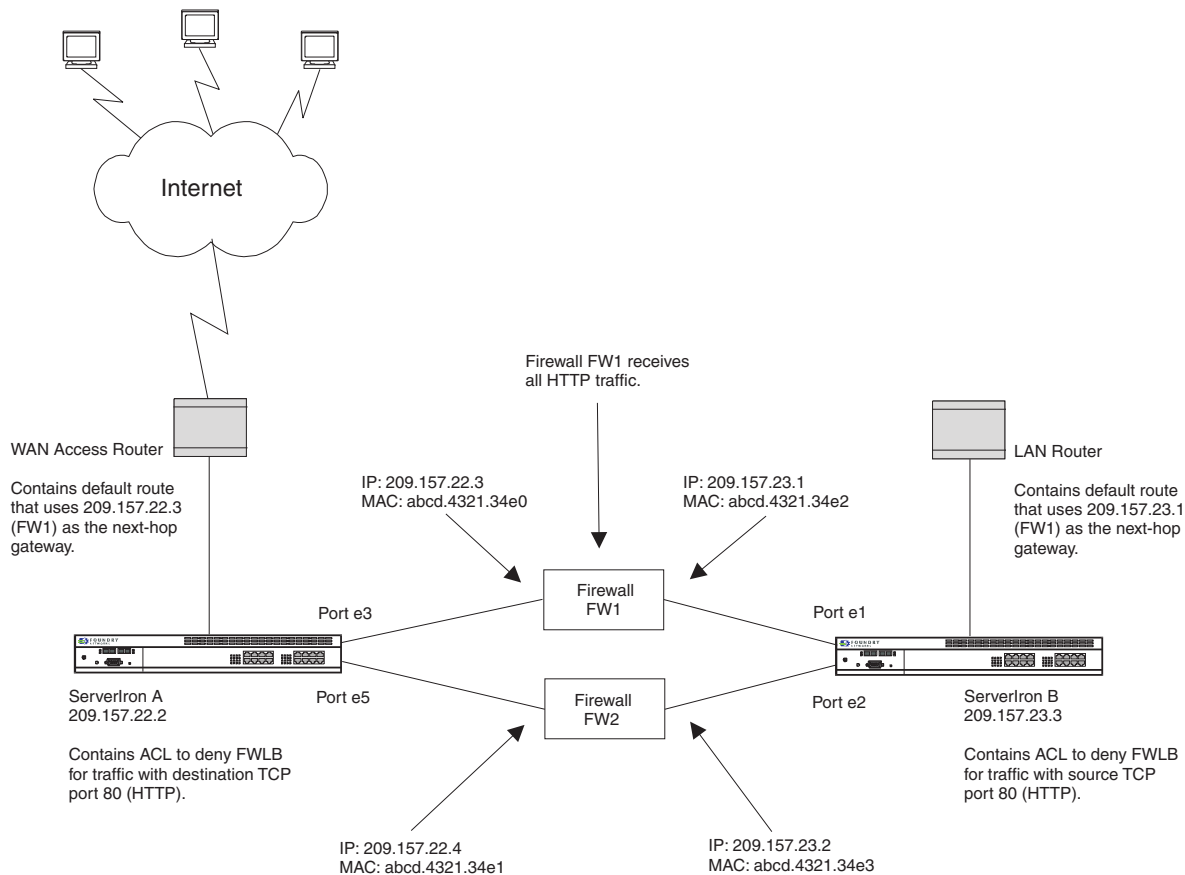 Internet
Firewall FW1 receives
all HTTP traffic.
WAN Access Router
Contains default route
that uses 209.157.22.3
(FW1) as the next-hop
gateway.
IP: 209.157.22.3
MAC: abcd.4321.34e0
IP: 209.157.23.1
MAC: abcd.4321.34e2
LAN Router
Contains default route
that uses 209.157.23.1
(FW1) as the next-hop
gateway.
Firewall
FW1
Port e3
Port e1
FOUNDRY
NETWORKS
FOUNDRY
NETWORKS
Port e5
Firewall
FW2
Port e2
ServerIron A
209.157.22.2
Contains ACL to deny FWLB
for traffic with destination TCP
port 80 (HTTP).
ServerIron B
209.157.23.3
Contains ACL to deny FWLB
for traffic with source TCP
port 80 (HTTP).
IP: 209.157.22.4
MAC: abcd.4321.34e1
IP: 209.157.23.2
MAC: abcd.4321.34e3